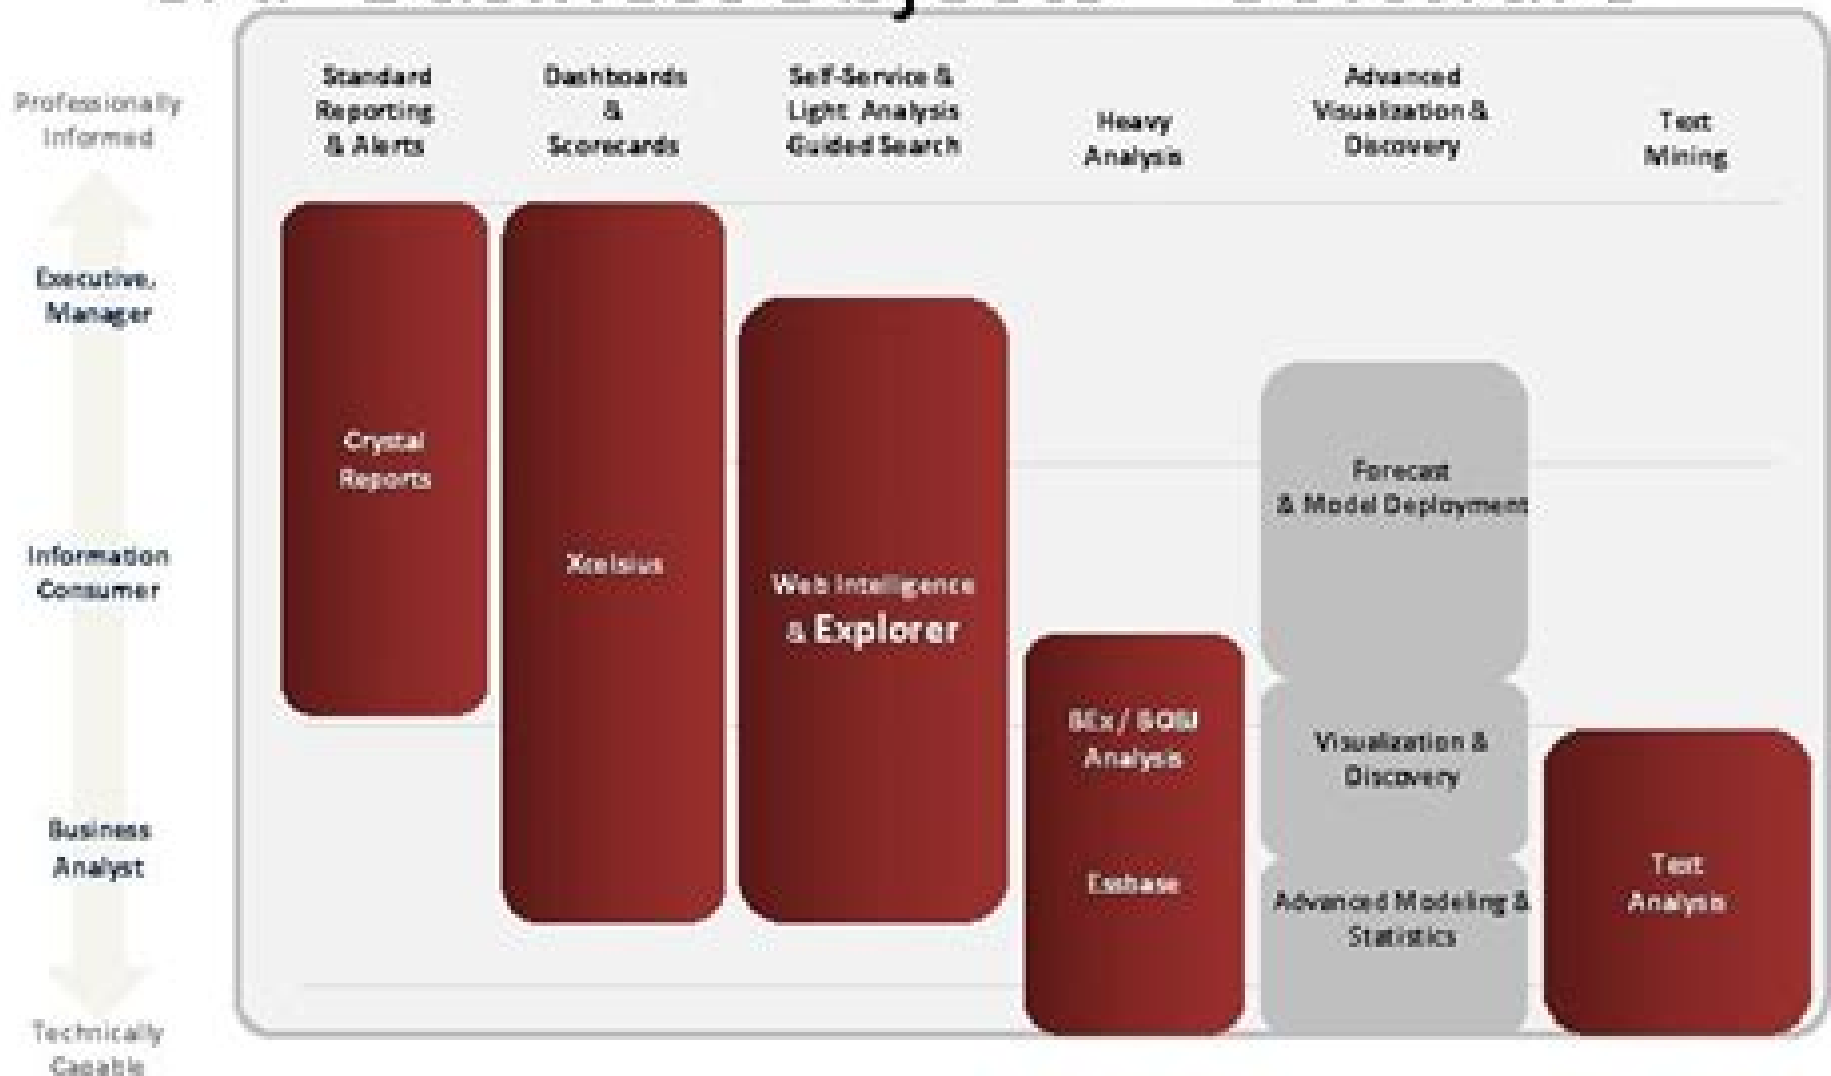 Professionally
Informed
Executive,
Manager
Information
Consumer
Business
Analyst
Technically
Capable
Standard
Reporting
& Alerts
Dashboards
&
Scorecards
Self-Service &
Light Analysis
Guided Search
Heavy
Analysis
Advanced
Visualization &
Discovery
Text
Mining
Crystal
Reports
Xcelsius
Web Intelligence
& Explorer
BEx /
Analysis
Essbase
Forecast
& Model Deployment
Visualization &
Discovery
Advanced Modeling &
Statistics
Text
Analysis